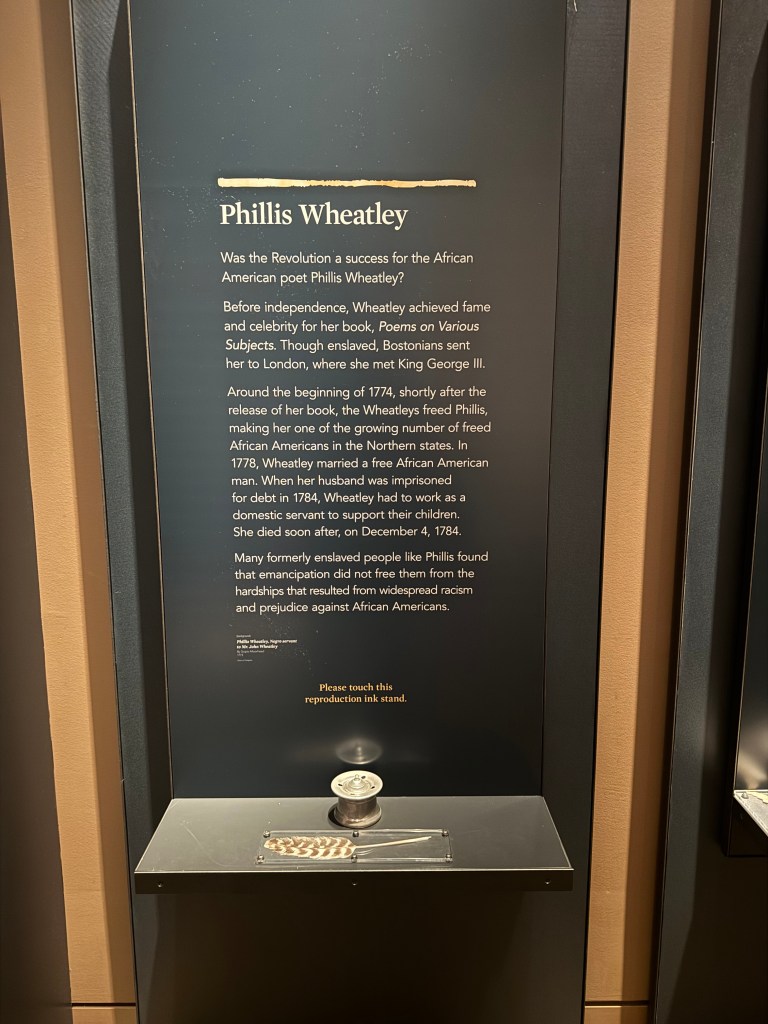 Phillis Wheatley
Was the Revolution a success for the African
American poet Phillis Wheatley?
Before independence, Wheatley achieved fame
and celebrity for her book, Poems on Various
Subjects. Though enslaved, Bostonians sent
her to London, where she met King George III.
Around the beginning of 1774, shortly after the
release of her book, the Wheatleys freed Phillis,
making her one of the growing number of freed
African Americans in the Northern states. In
1778, Wheatley married a free African American
man. When her husband was imprisoned
for debt in 1784, Wheatley had to work as a
domestic servant to support their children.
She died soon after, on December 4, 1784.
Many formerly enslaved people like Phillis found
that emancipation did not free them from the
hardships that resulted from widespread racism
and prejudice against African Americans.
Phillis Wheatley, Negro servant
to Mr. John Wheatley
Please touch this
reproduction ink stand.